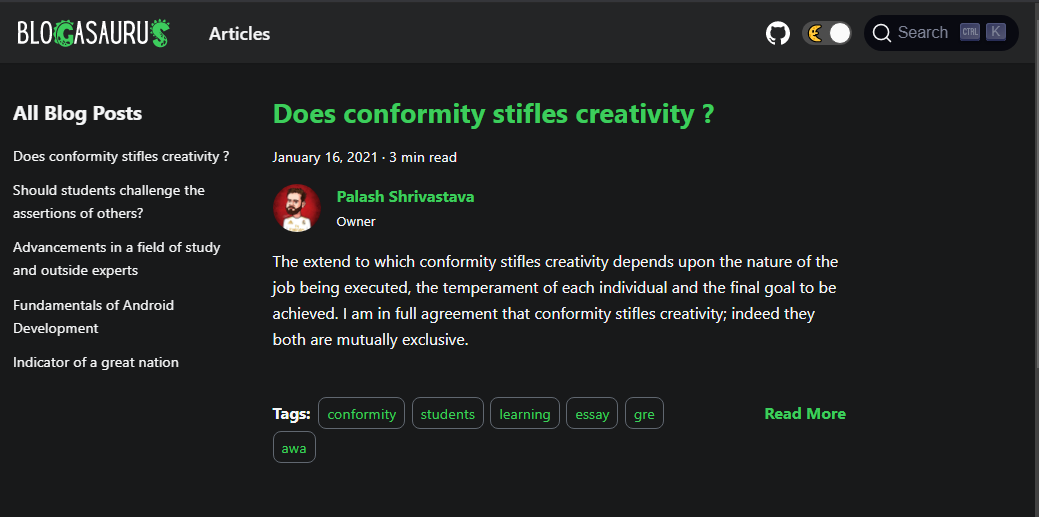 BLOGASAURUS
Articles
Search
CTRL
K
All Blog Posts
Does conformity stifles creativity ?
Should students challenge the
assertions of others?
Advancements in a field of study
and outside experts
Fundamentals of Android
Development
Indicator of a great nation
Does conformity stifles creativity ?
January 16, 2021 · 3 min read
Palash Shrivastava
Owner
The extend to which conformity stifles creativity depends upon the nature of the
job being executed, the temperament of each individual and the final goal to be
achieved. I am in full agreement that conformity stifles creativity; indeed they
both are mutually exclusive.
Tags: conformity students learning essay gre
awa
Read More